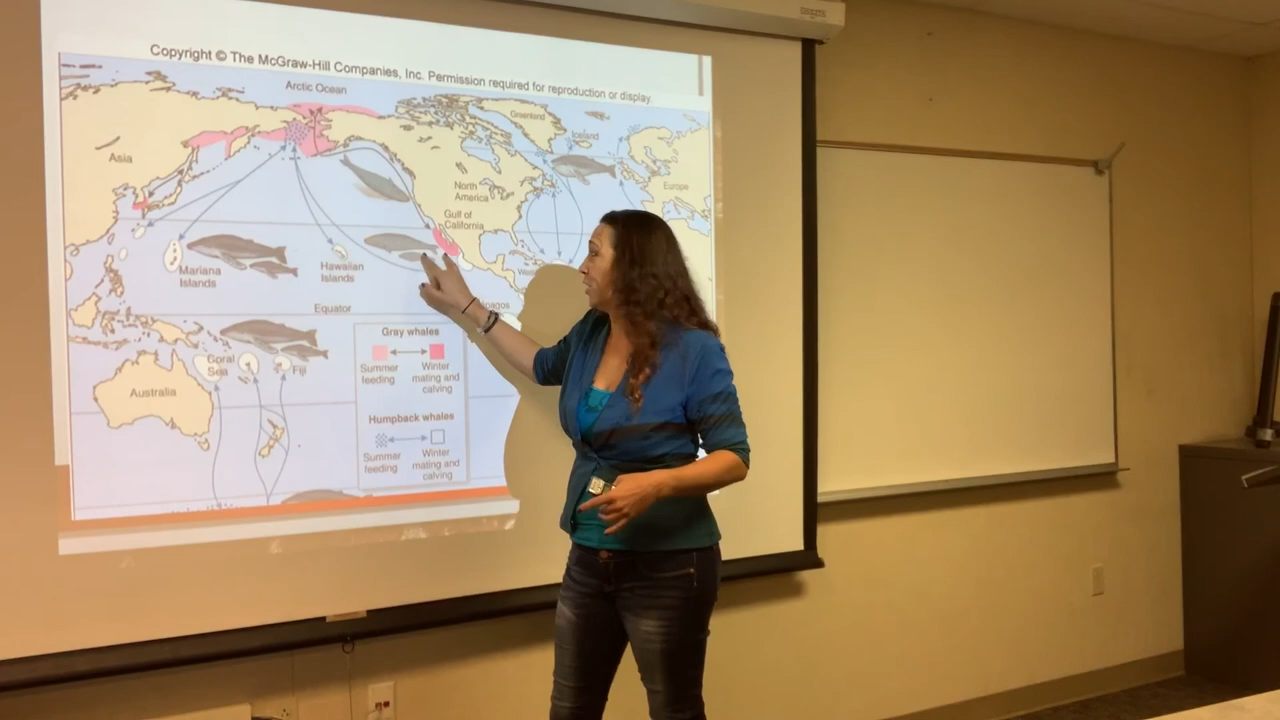 Copyright © The McGraw-Hill Companies, Inc. Permission required for reproduction or display.
Arctic Ocean
Greenland
Iceland
Asia
North
America
Europe
Gulf of
California
Mariana
Islands
Hawaiian
Islands
Equator
Gray whales
Summer
feeding
Winter
mating and
calving
Coral
Sea
Fiji
Australia
Humpback whales
Summer
feeding
Winter
mating and
calving